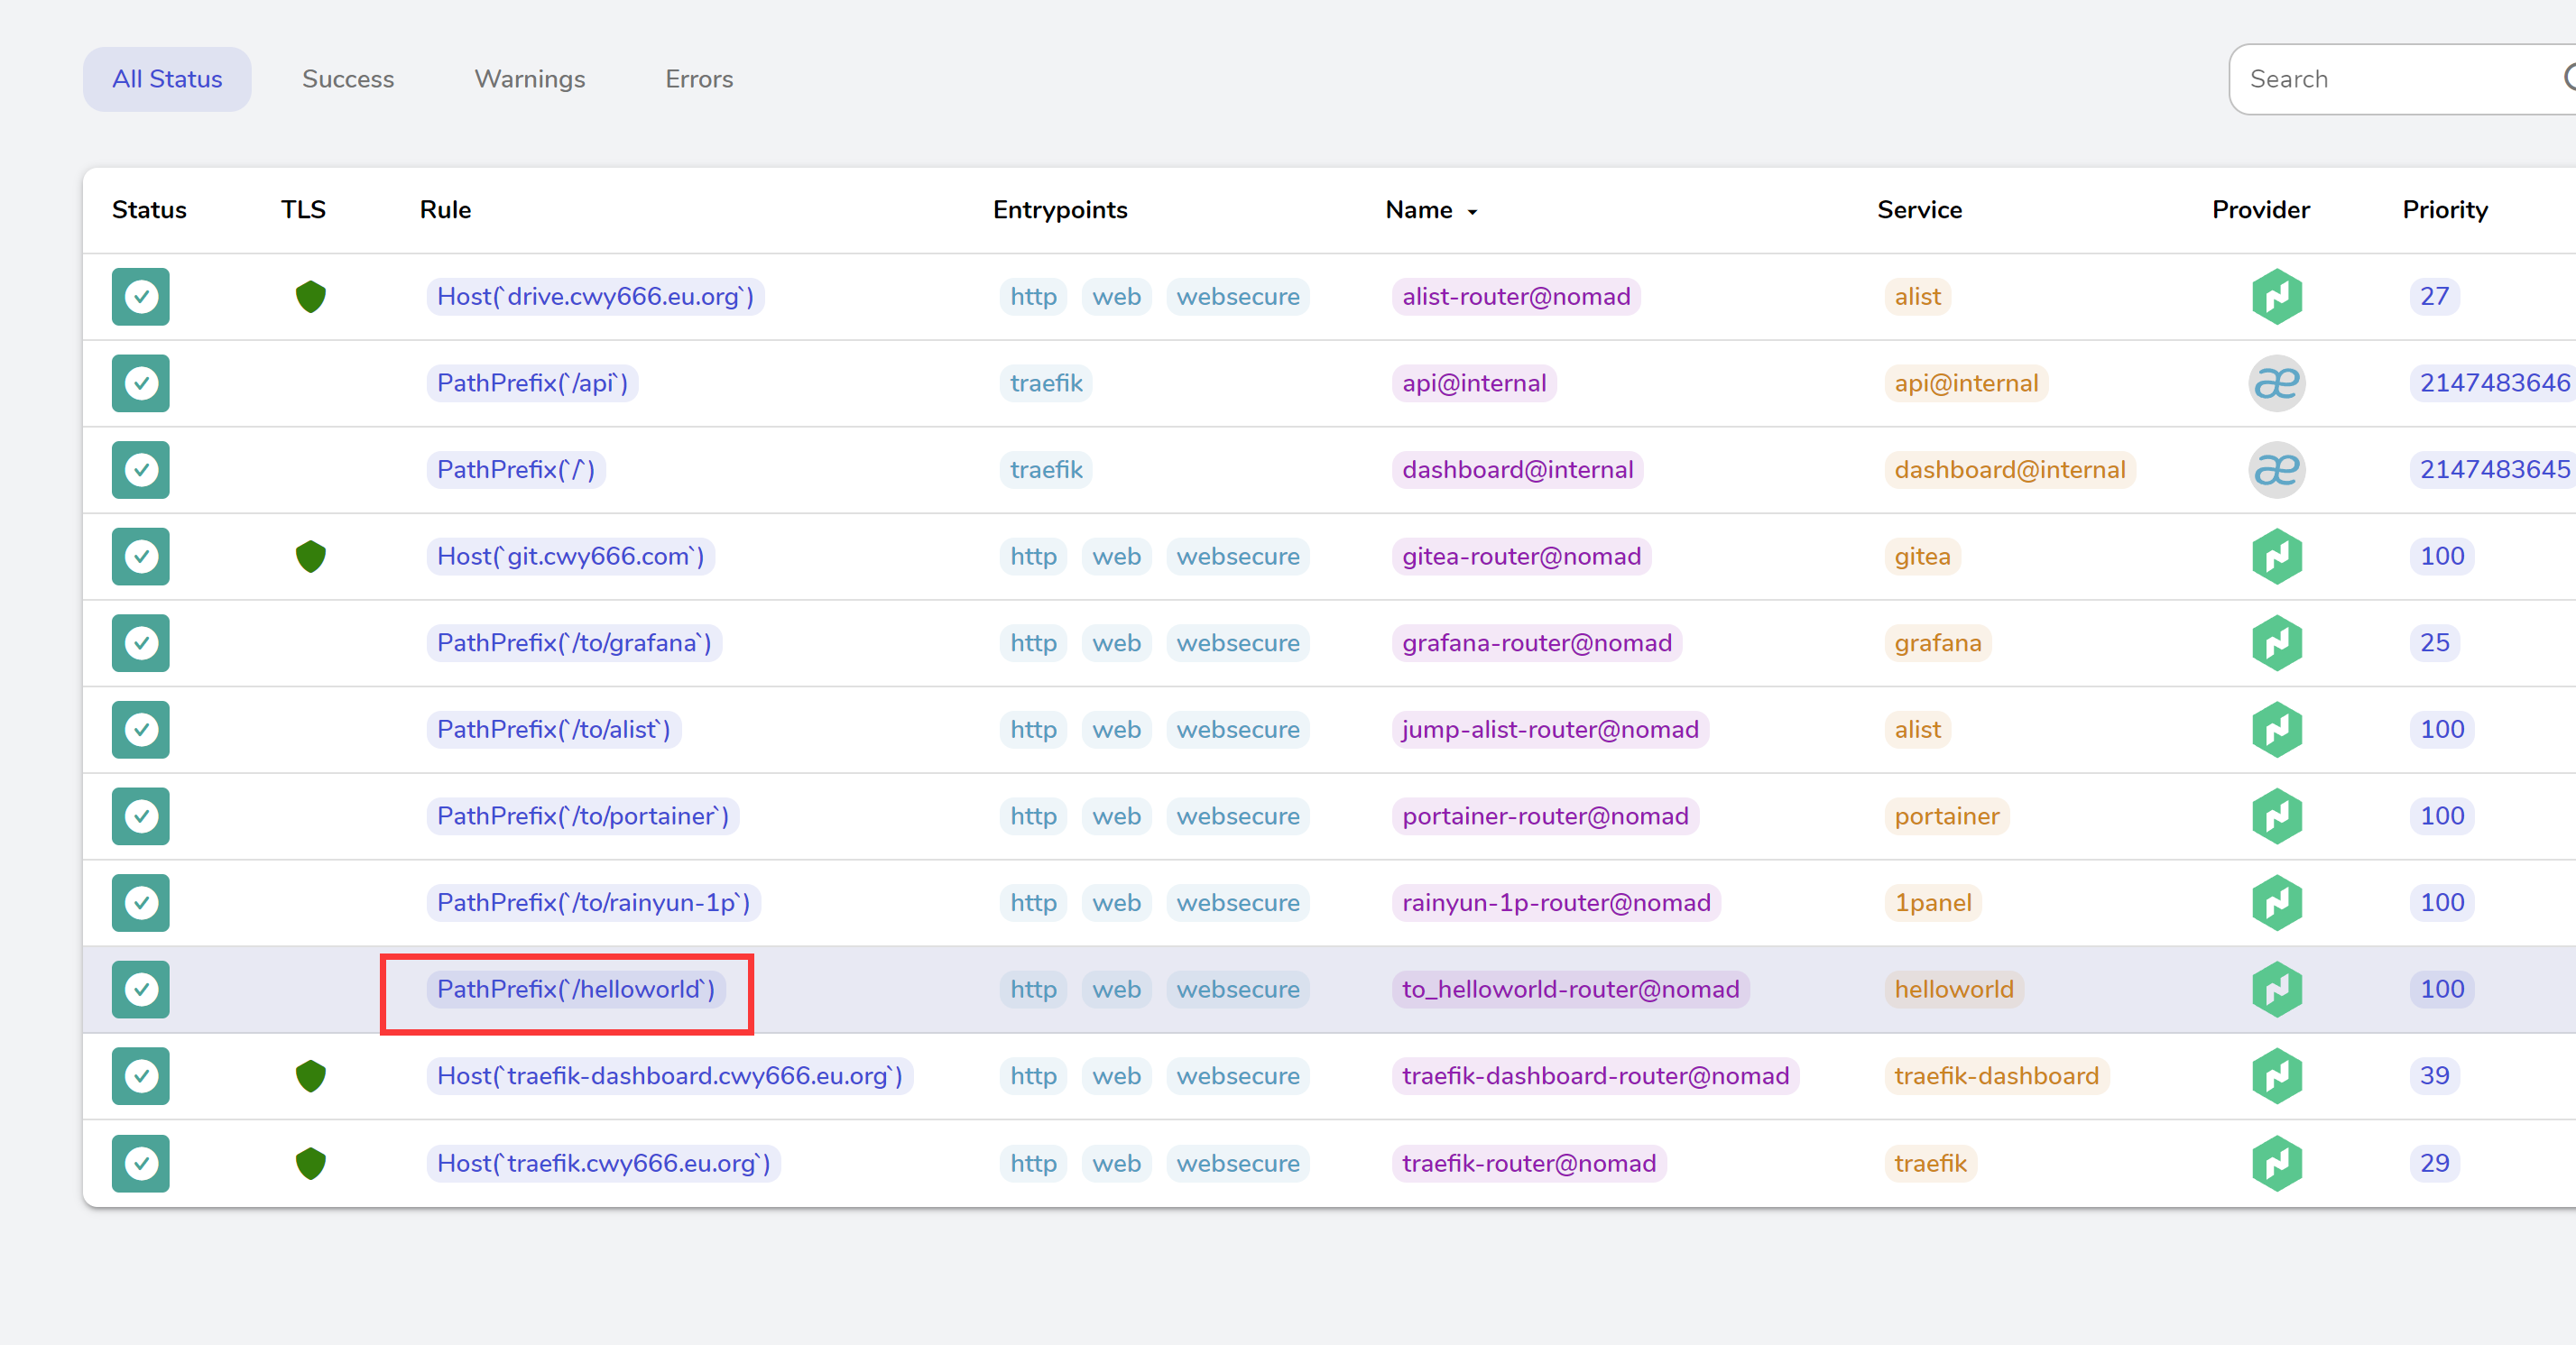 All Status Success Warnings Errors Search
Status TLS Rule Entrypoints Name Service Provider Priority
Host(`drive.cwy666.eu.org`) http web websecure alist-router@nomad alist 27
PathPrefix(`/api`) traefik api@internal api@internal 2147483646
PathPrefix(`/`) traefik dashboard@internal dashboard@internal 2147483645
Host(`git.cwy666.com`) http web websecure gitea-router@nomad gitea 100
PathPrefix(`/to/grafana`) http web websecure grafana-router@nomad grafana 25
PathPrefix(`/to/alist`) http web websecure jump-alist-router@nomad alist 100
PathPrefix(`/to/portainer`) http web websecure portainer-router@nomad portainer 100
PathPrefix(`/to/rainyun-1p`) http web websecure rainyun-1p-router@nomad 1panel 100
PathPrefix(`/helloworld`) http web websecure to_helloworld-router@nomad helloworld 100
Host(`traefik-dashboard.cwy666.eu.org`) http web websecure traefik-dashboard-router@nomad traefik-dashboard 39
Host(`traefik.cwy666.eu.org`) http web websecure traefik-router@nomad traefik 29